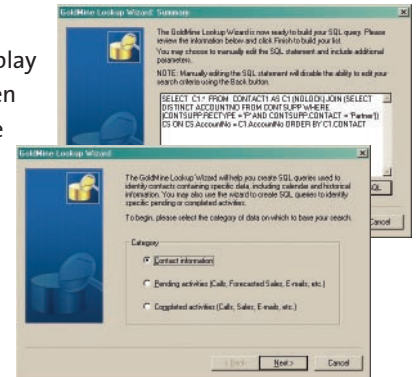 play
en
e
GoldMine Lookup Wizard: Summary
The GoldMine Lookup Wizard is now ready to build your SQL query. Please
review the information below and click Finish to build your list.
You may choose to manually edit the SQL statement and include additional
parameters.
NOTE: Manually editing the SQL statement will disable the ability to edit your
search criteria using the Back button.
SELECT C1.* FROM CONTACT1 AS C1 (NOLOCK) JOIN (SELECT
DISTINCT ACCOUNTNO FROM CONTSUPP WHERE
(CONTSUPP.RECTYPE = 'P' AND CONTSUPP.CONTACT = 'Partner'))
CS ON CS.AccountNo = C1.AccountNo ORDER BY C1.CONTACT
QL
Cancel
GoldMine Lookup Wizard
The GoldMine Lookup Wizard will help you create SQL queries used to
identify contacts containing specific data, including calendar and historical
information. You may also use the wizard to create SQL queries to identify
specific pending or completed activities.
To begin, please select the category of data on which to base your search.
Category
Contact information
Pending activities (Calls, Forecasted Sales, E-mails, etc.)
Completed activities (Calls, Sales, E-mails, etc.)
< Back
Next >
Cancel